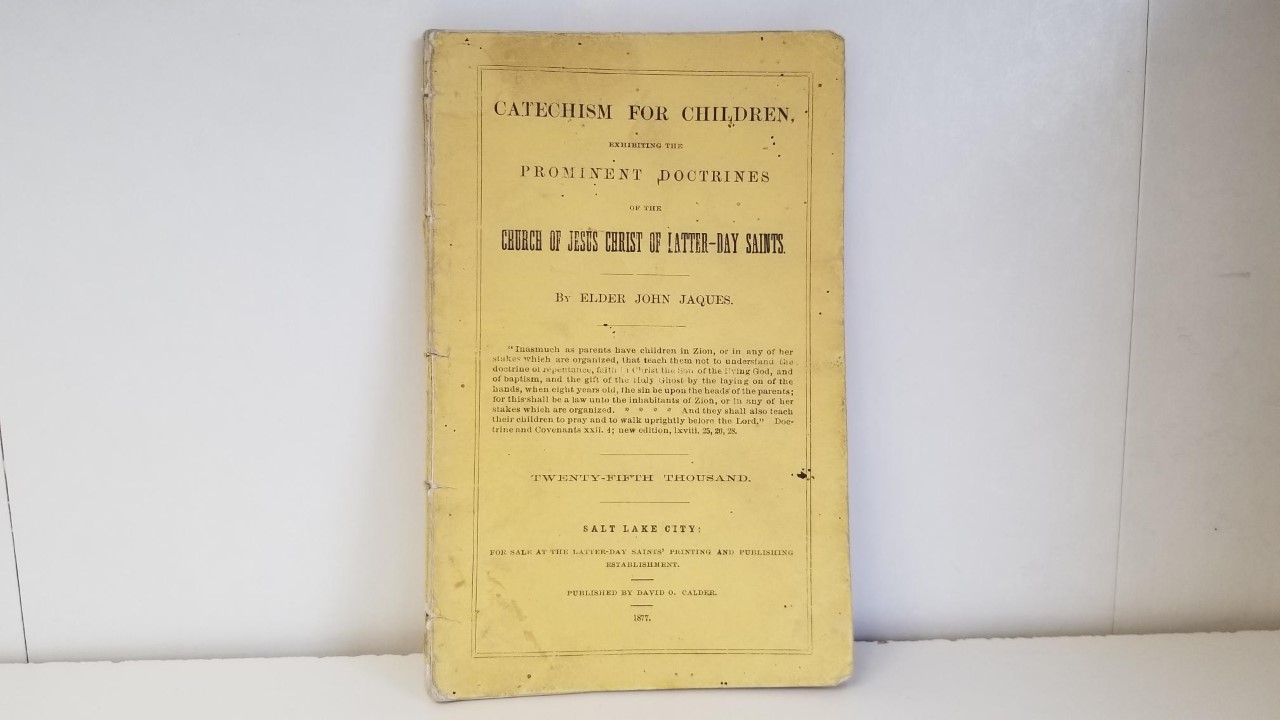 CATECHISM FOR CHILDREN,
EXHIBITING THE
PROMINENT DOCTRINES
OF THE
CHURCH OF JESUS CHRIST OF LATTER-DAY SAINTS.
BY ELDER JOHN JAQUES.
"Inasmuch as parents have children in Zion, or in any of her
stakes which are organized, that teach them not to understand the
doctrine of repentance, faith in Christ the Son of the living God, and
of baptism, and the gift of the Holy Ghost by the laying on of the
hands, when eight years old, the sin be upon the heads of the parents;
for this shall be a law unto the inhabitants of Zion, or in any of her
stakes which are organized. * * * * And they shall also teach
their children to pray and to walk uprightly before the Lord," Doc-
trine and Covenants xxii. 4; new edition, lxviii, 25, 26, 28.
TWENTY-FIFTH THOUSAND.
SALT LAKE CITY:
FOR SALE AT THE LATTER-DAY SAINTS' PRINTING AND PUBLISHING
ESTABLISHMENT.
PUBLISHED BY DAVID O. CALDER.
1877.